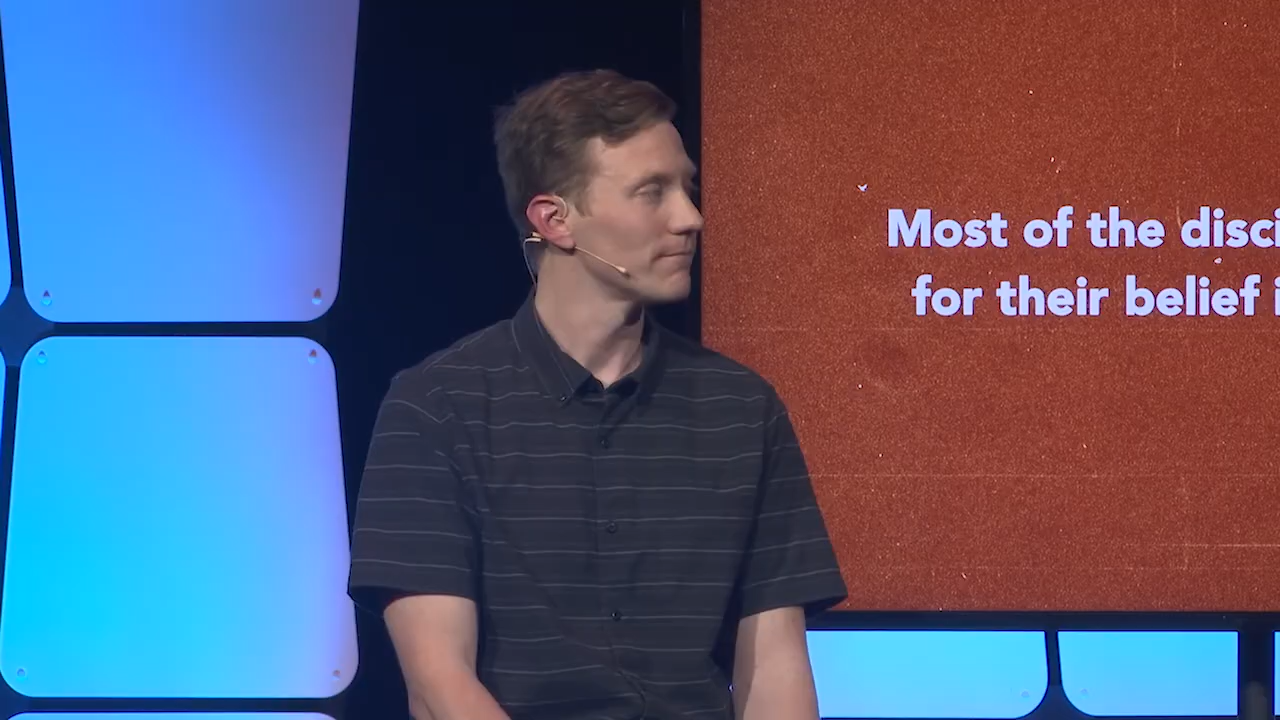 Most of the disci
for their belief